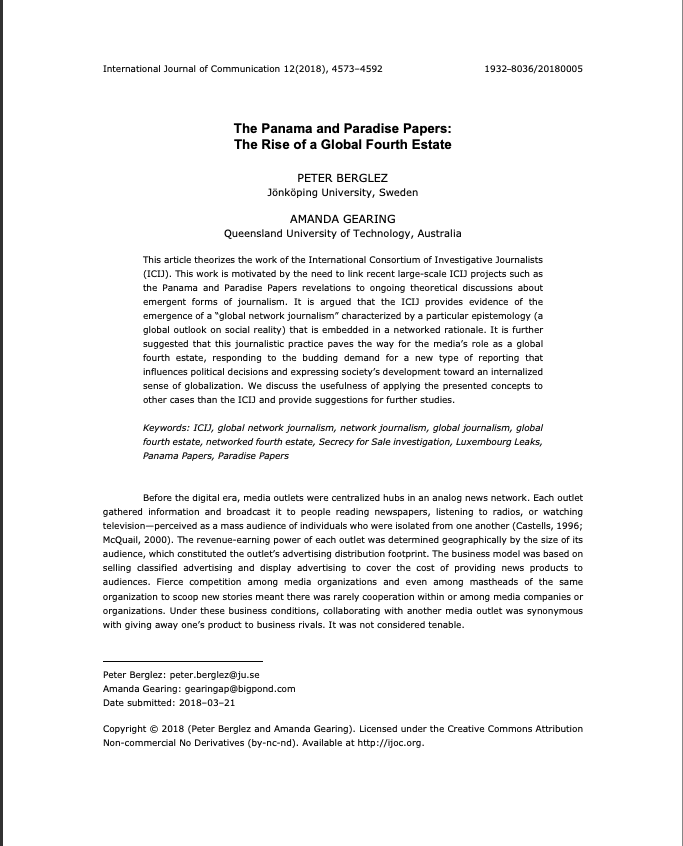 International Journal of Communication 12(2018), 4573–4592 1932–8036/20180005
The Panama and Paradise Papers:
The Rise of a Global Fourth Estate
PETER BERGLEZ
Jönköping University, Sweden
AMANDA GEARING
Queensland University of Technology, Australia
This article theorizes the work of the International Consortium of Investigative Journalists
(ICIJ). This work is motivated by the need to link recent large-scale ICIJ projects such as
the Panama and Paradise Papers revelations to ongoing theoretical discussions about
emergent forms of journalism. It is argued that the ICIJ provides evidence of the
emergence of a “global network journalism” characterized by a particular epistemology (a
global outlook on social reality) that is embedded in a networked rationale. It is further
suggested that this journalistic practice paves the way for the media’s role as a global
fourth estate, responding to the budding demand for a new type of reporting that
influences political decisions and expressing society’s development toward an internalized
sense of globalization. We discuss the usefulness of applying the presented concepts to
other cases than the ICIJ and provide suggestions for further studies.
Keywords: ICIJ, global network journalism, network journalism, global journalism, global
fourth estate, networked fourth estate, Secrecy for Sale investigation, Luxembourg Leaks,
Panama Papers, Paradise Papers
Before the digital era, media outlets were centralized hubs in an analog news network. Each outlet
gathered information and broadcast it to people reading newspapers, listening to radios, or watching
television—perceived as a mass audience of individuals who were isolated from one another (Castells, 1996;
McQuail, 2000). The revenue-earning power of each outlet was determined geographically by the size of its
audience, which constituted the outlet’s advertising distribution footprint. The business model was based on
selling classified advertising and display advertising to cover the cost of providing news products to
audiences. Fierce competition among media organizations and even among mastheads of the same
organization to scoop new stories meant there was rarely cooperation within or among media companies or
organizations. Under these business conditions, collaborating with another media outlet was synonymous
with giving away one’s product to business rivals. It was not considered tenable.
Peter Berglez: peter.berglez@ju.se
Amanda Gearing: gearingap@bigpond.com
Date submitted: 2018–03–21
Copyright © 2018 (Peter Berglez and Amanda Gearing). Licensed under the Creative Commons Attribution
Non-commercial No Derivatives (by-nc-nd). Available at http://ijoc.org.